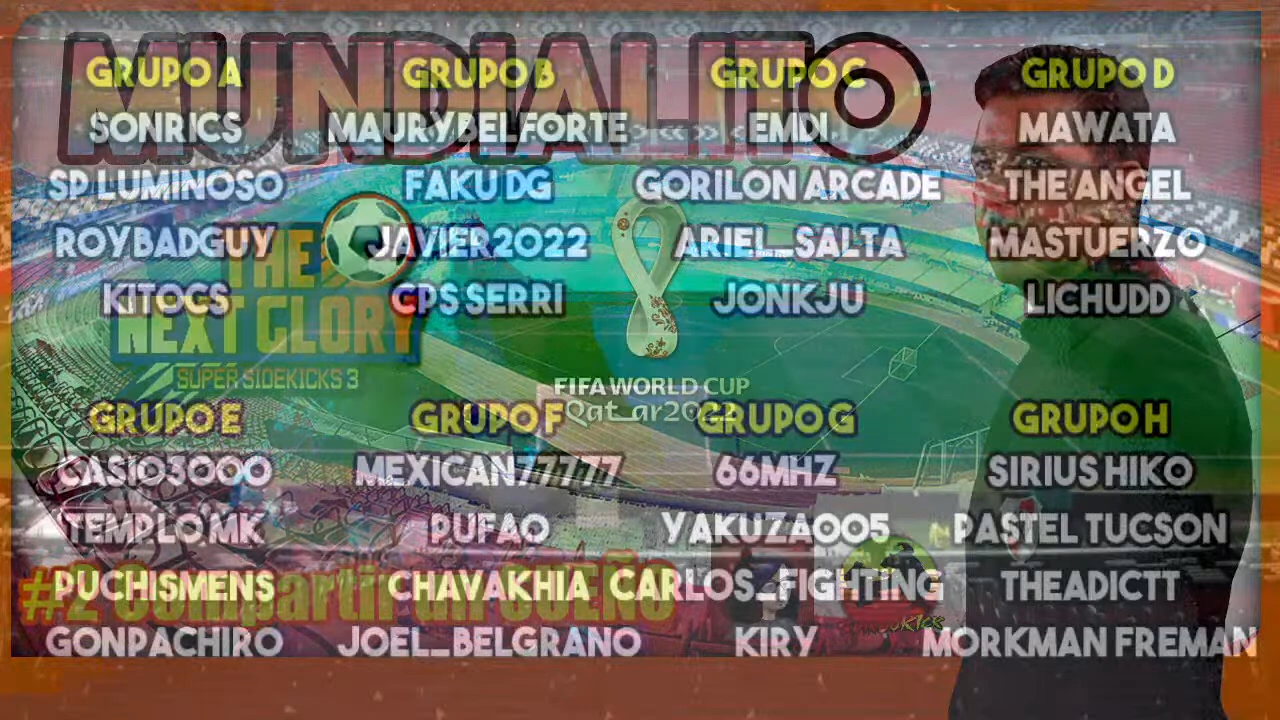 MUNDIALITO
GRUPO A
SONRICS
SP LUMINOSO
ROYBADGUY
KITOCS
GRUPO B
MAURYBELFORTE
FAKU DG
JAVIER2022
CPS SERRI
GRUPO C
EMDI
GORILON ARCADE
ARIEL_SALTA
JONKJU
GRUPO D
MAWATA
THE ANGEL
MASTUERZO
LICHUDD
THE
NEXT GLORY
SUPER SIDEKICKS 3
FIFA WORLD CUP
Qat_ar2022
GRUPO E
CASIO3000
TEMPLO.MK
PUCHISMENS
GONPACHIRO
GRUPO F
MEXICAN77777
PUFAO
CHAVAKHIA
JOEL_BELGRANO
GRUPO G
66MHZ
YAKUZA005
CARLOS_FIGHTING
KIRY
GRUPO H
SIRIUS HIKO
PASTEL TUCSON
THEADICTT
MORKMAN FREMAN
#2 Compartir un SUEÑO